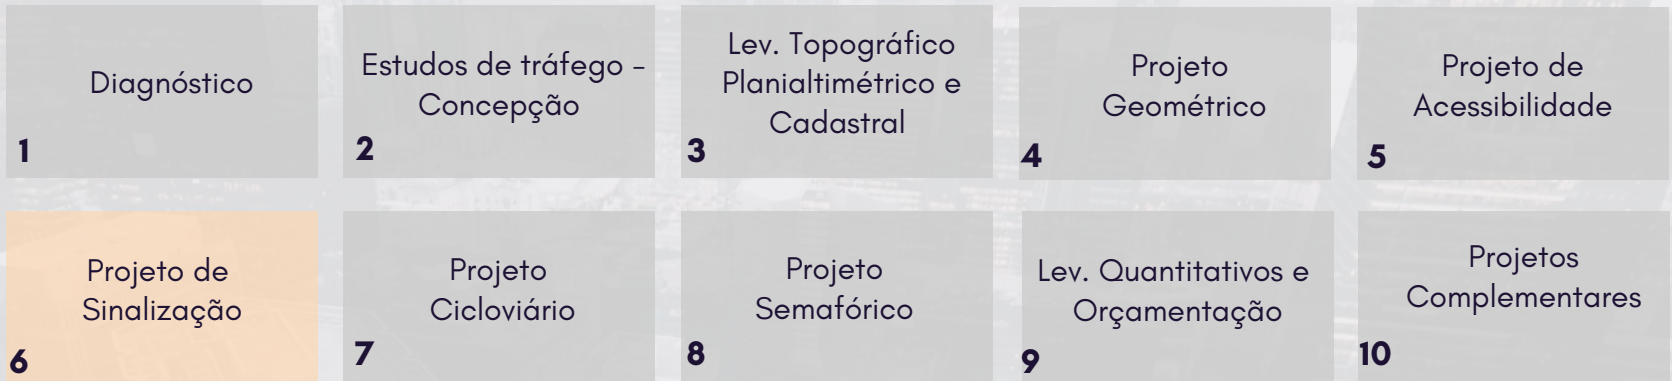 Diagnóstico
1
Estudos de tráfego -
Concepção
2
Lev. Topográfico
Planialtimétrico e
Cadastral
3
Projeto
Geométrico
4
Projeto de
Acessibilidade
5
Projeto de
Sinalização
6
Projeto
Cicloviário
7
Projeto
Semafórico
8
Lev. Quantitativos e
Orçamentação
9
Projetos
Complementares
10